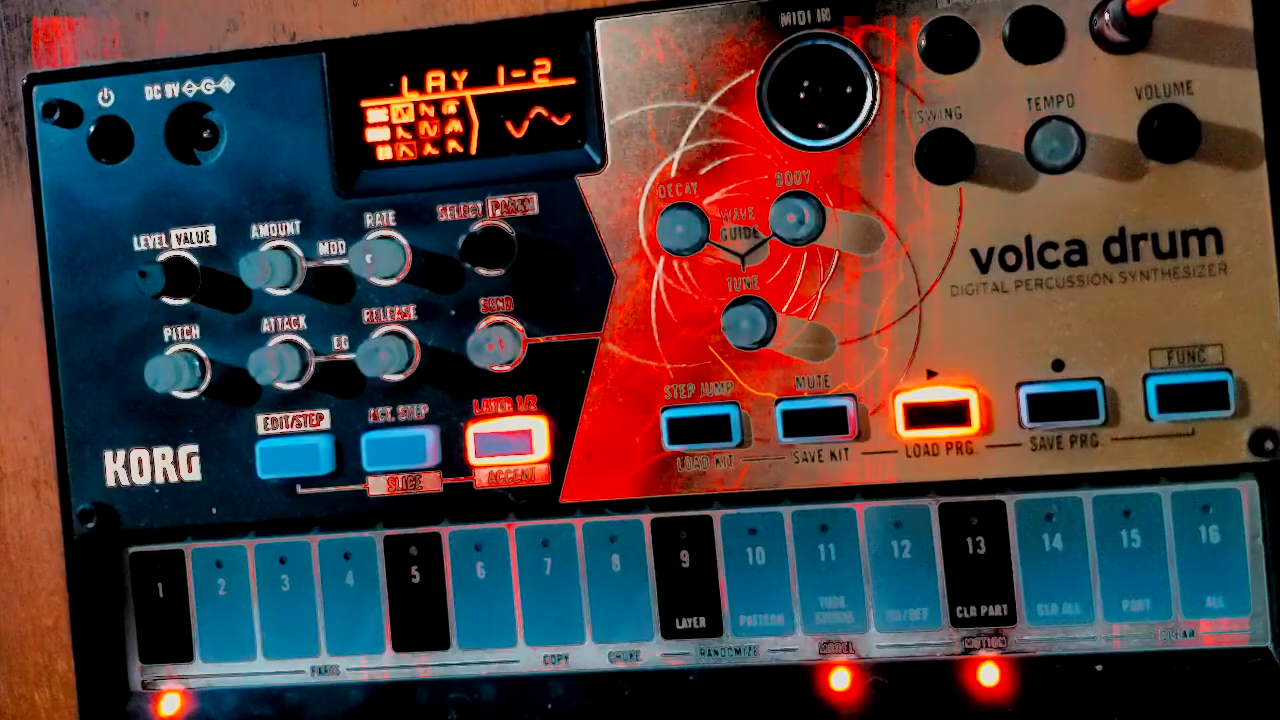 MIDI IN
DC 9V
LAY 1-2
SWING
TEMPO
VOLUME
DECAY
BODY
WAVE
GUIDE
TUNE
LEVEL VALUE
AMOUNT
MOD
RATE
SELECT PARAM
volca drum
DIGITAL PERCUSSION SYNTHESIZER
PITCH
ATTACK
EG
RELEASE
SEND
STEP JUMP
MUTE
FUNC
EDIT/STEP
ACT. STEP
LAYER 1/2
LOAD KIT
SAVE KIT
LOAD PRG.
SAVE PRG
KORG
SLICE
ACCENT
1
2
3
4
5
6
7
8
9
10
11
12
13
14
15
16
LAYER
PATTERN
CLR PART
CLR ALL
PART
ALL
PARTS
COPY
CHOKE
RANDOMIZE
MODEL
MOTION
CLEAR